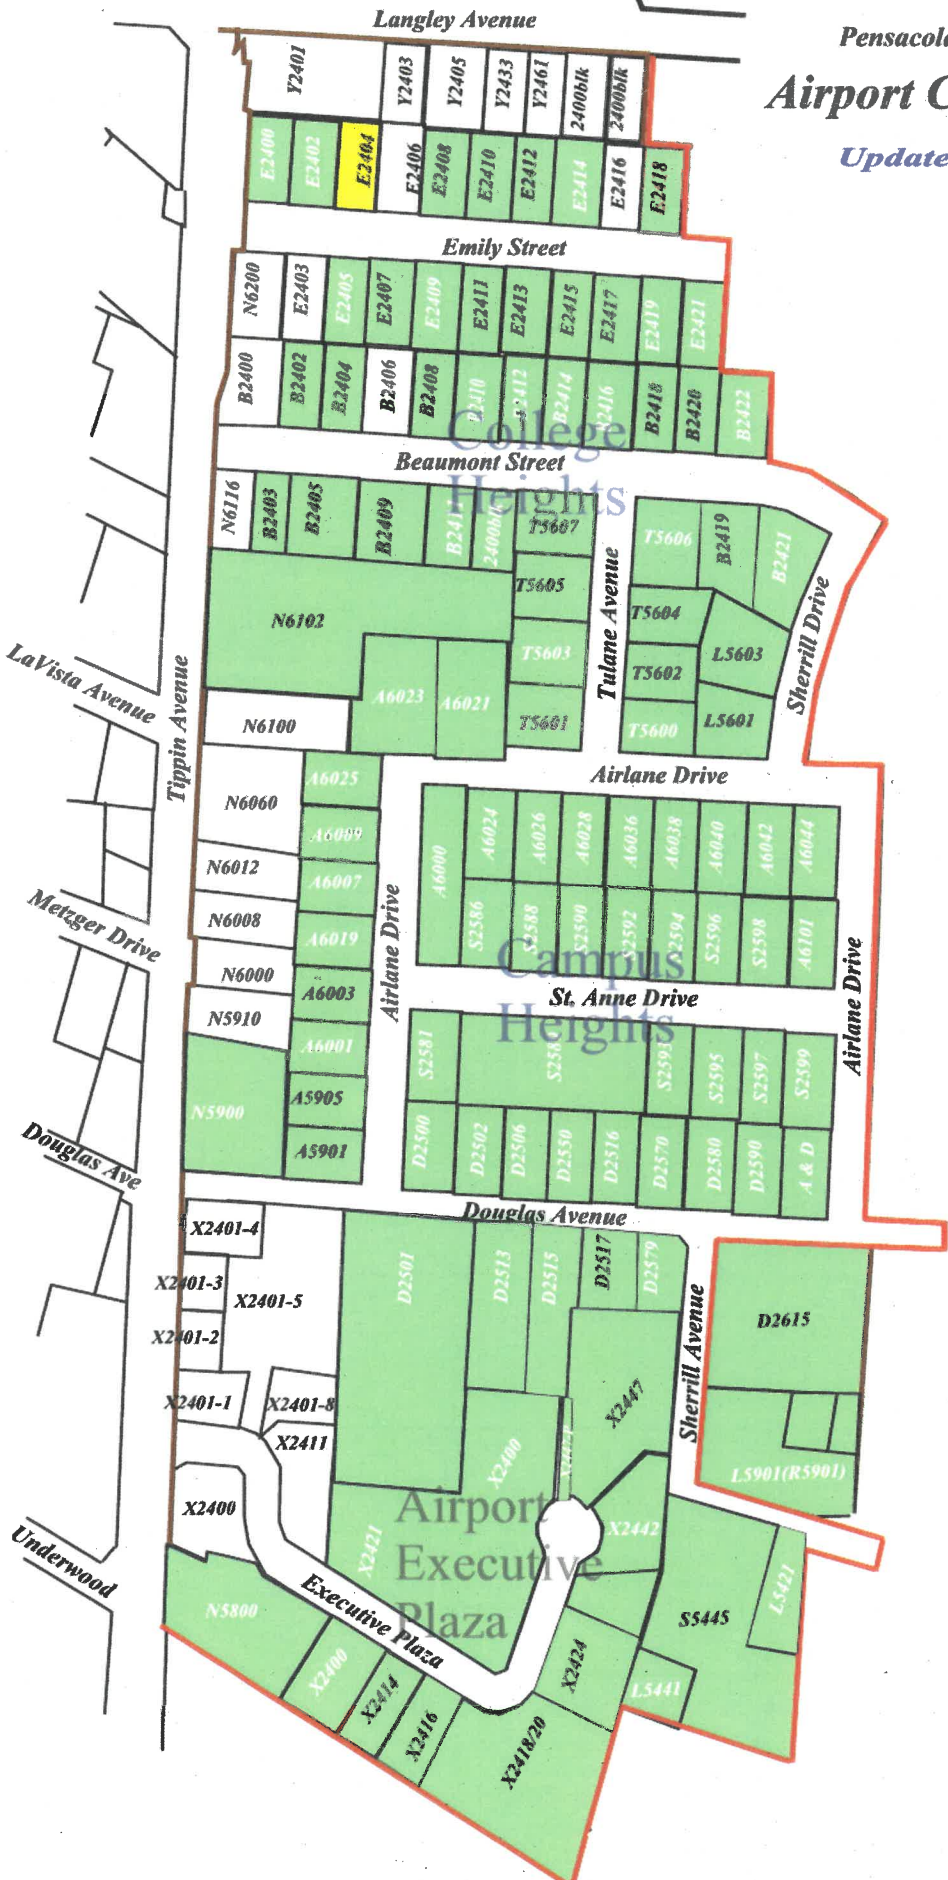 Langley Avenue
Pensacola
Airport C
Update
Y2401
Y2403
Y2405
Y2433
Y2461
2400blk
2400blk
E2400
E2402
E2404
E2406
E2408
E2410
E2412
E2414
E2416
E2418
Emily Street
N6200
E2403
E2405
E2407
E2409
E2411
E2413
E2415
E2417
E2419
E2421
B2400
B2402
B2404
B2406
B2408
B2410
B2412
B2414
B2416
B2418
B2420
B2422
College
Heights
Beaumont Street
N6116
B2403
B2405
B2409
2400blk
T5607
T5606
B2419
B2421
T5605
T5604
N6102
T5603
L5603
T5602
Tulane Avenue
Sherrill Drive
A6023
A6021
T5601
T5600
L5601
LaVista Avenue
Tippin Avenue
N6100
Airlane Drive
A6025
N6060
A6009
A6000
A6024
A6026
A6028
A6036
A6038
A6040
A6042
A6044
N6012
A6007
Metzger Drive
N6008
A6019
Airlane Drive
S2586
S2588
S2590
S2592
S2594
S2596
S2598
A6101
Campus
Heights
N6000
A6003
St. Anne Drive
Airlane Drive
N5910
A6001
S2581
S2593
S2595
S2597
S2599
N5900
A5905
A5901
D2500
D2502
D2506
D2550
D2516
D2570
D2580
D2590
A & D
Douglas Ave
Douglas Avenue
X2401-4
X2401-3
X2401-5
X2401-2
D2501
D2513
D2515
D2517
D2579
D2615
Sherrill Avenue
X2401-1
X2401-8
X2411
X2447
X2400
L5901(R5901)
X2400
X2421
X2442
Airport
Executive
Plaza
Underwood
Executive Plaza
N5800
X2400
X2414
X2416
X2418/20
X2424
S5445
L5421
L5441